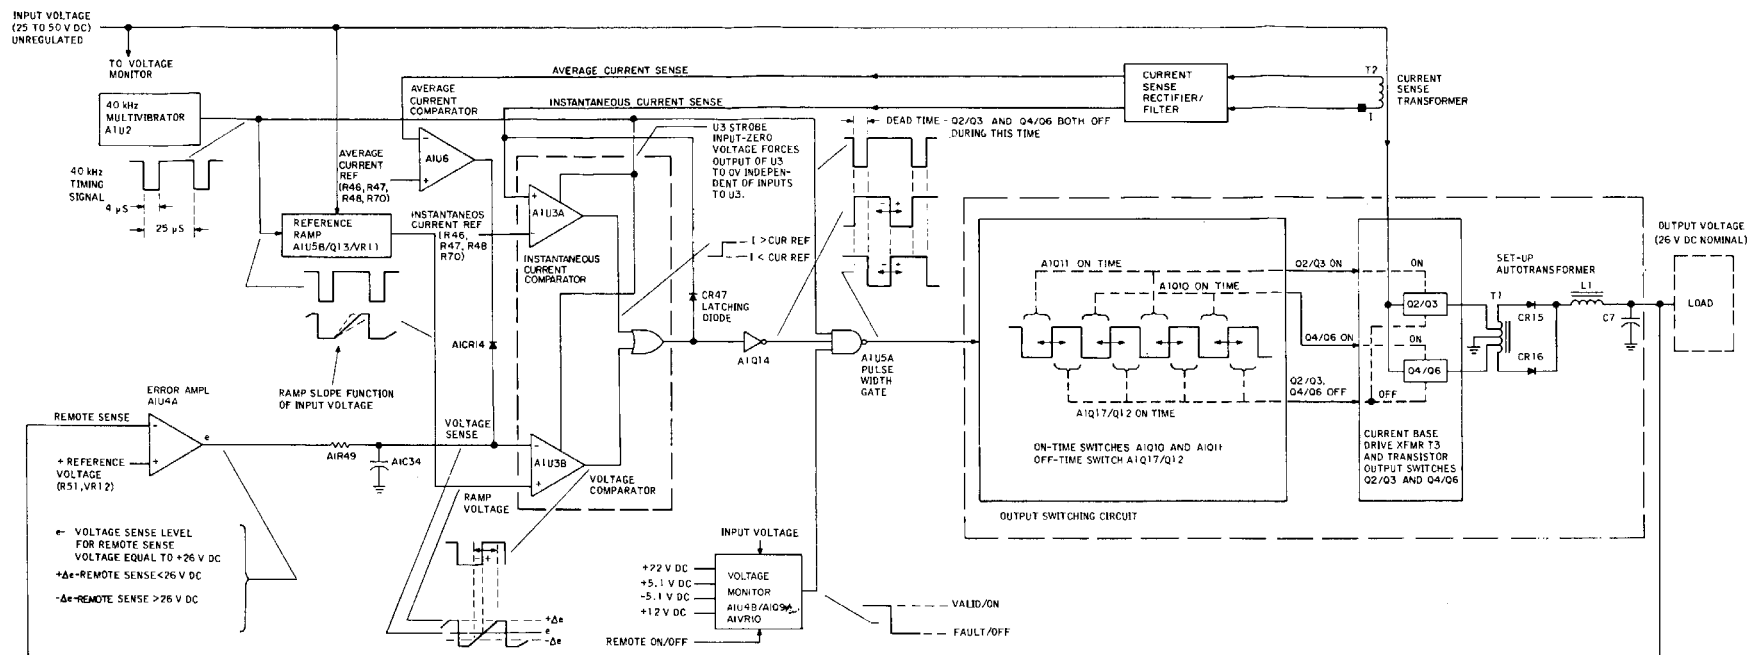 INPUT VOLTAGE
(25 TO 50 V DC)
UNREGULATED
TO VOLTAGE
MONITOR
40 kHz
MULTIVIBRATOR
A1U2
40 kHz
TIMING
SIGNAL
4 µS
25 µS
AVERAGE
CURRENT
REF
(R46, R47,
R48, R70)
REFERENCE
RAMP
A1U5B/Q13/VR11
RAMP SLOPE FUNCTION
OF INPUT VOLTAGE
AVERAGE
CURRENT
COMPARATOR
A1U6
-
+
AVERAGE CURRENT SENSE
INSTANTANEOUS CURRENT SENSE
CURRENT
SENSE
RECTIFIER/
FILTER
T2
1
CURRENT
SENSE
TRANSFORMER
U3 STROBE
INPUT-ZERO
VOLTAGE FORCES
OUTPUT OF U3
TO 0V INDEPEN-
DENT OF INPUTS
TO U3.
DEAD TIME - Q2/Q3 AND Q4/Q6 BOTH OFF
DURING THIS TIME
- +
- +
INSTANTANEOS
CURRENT REF
(R46,
R47, R48
R70)
+
A1U3A
-
INSTANTANEOUS
CURRENT
COMPARATOR
I > CUR REF
I < CUR REF
CR47
LATCHING
DIODE
A1CR14
A1Q14
A1U5A
PULSE
WIDTH
GATE
ERROR AMPL
A1U4A
REMOTE SENSE
-
+
e
+ REFERENCE
VOLTAGE
(R51, VR12)
A1R49
A1C34
VOLTAGE
SENSE
-
A1U3B
+
VOLTAGE
COMPARATOR
RAMP
VOLTAGE
- +
+Δe
e
-Δe
e- VOLTAGE SENSE LEVEL
FOR REMOTE SENSE
VOLTAGE EQUAL TO +26 V DC
+Δe-REMOTE SENSE<26 V DC
-Δe-REMOTE SENSE >26 V DC
INPUT VOLTAGE
+22 V DC
+5.1 V DC
-5.1 V DC
+12 V DC
REMOTE ON/OFF
VOLTAGE
MONITOR
A1U4B/A1Q9
A1VR10
VALID/ON
FAULT/OFF
A1Q11 ON TIME
A1Q10 ON TIME
A1Q17/Q12 ON TIME
ON-TIME SWITCHES A1Q10 AND A1Q11
OFF-TIME SWITCH A1Q17/Q12
OUTPUT SWITCHING CIRCUIT
Q2/Q3 ON
Q4/Q6 ON
Q2/Q3,
Q4/Q6 OFF
ON
Q2/Q3
ON
Q4/Q6
OFF
CURRENT BASE
DRIVE XFMR T3
AND TRANSISTOR
OUTPUT SWITCHES
Q2/Q3 AND Q4/Q6
SET-UP
AUTOTRANSFORMER
T1
CR15
CR16
L1
C7
OUTPUT VOLTAGE
(26 V DC NOMINAL)
LOAD